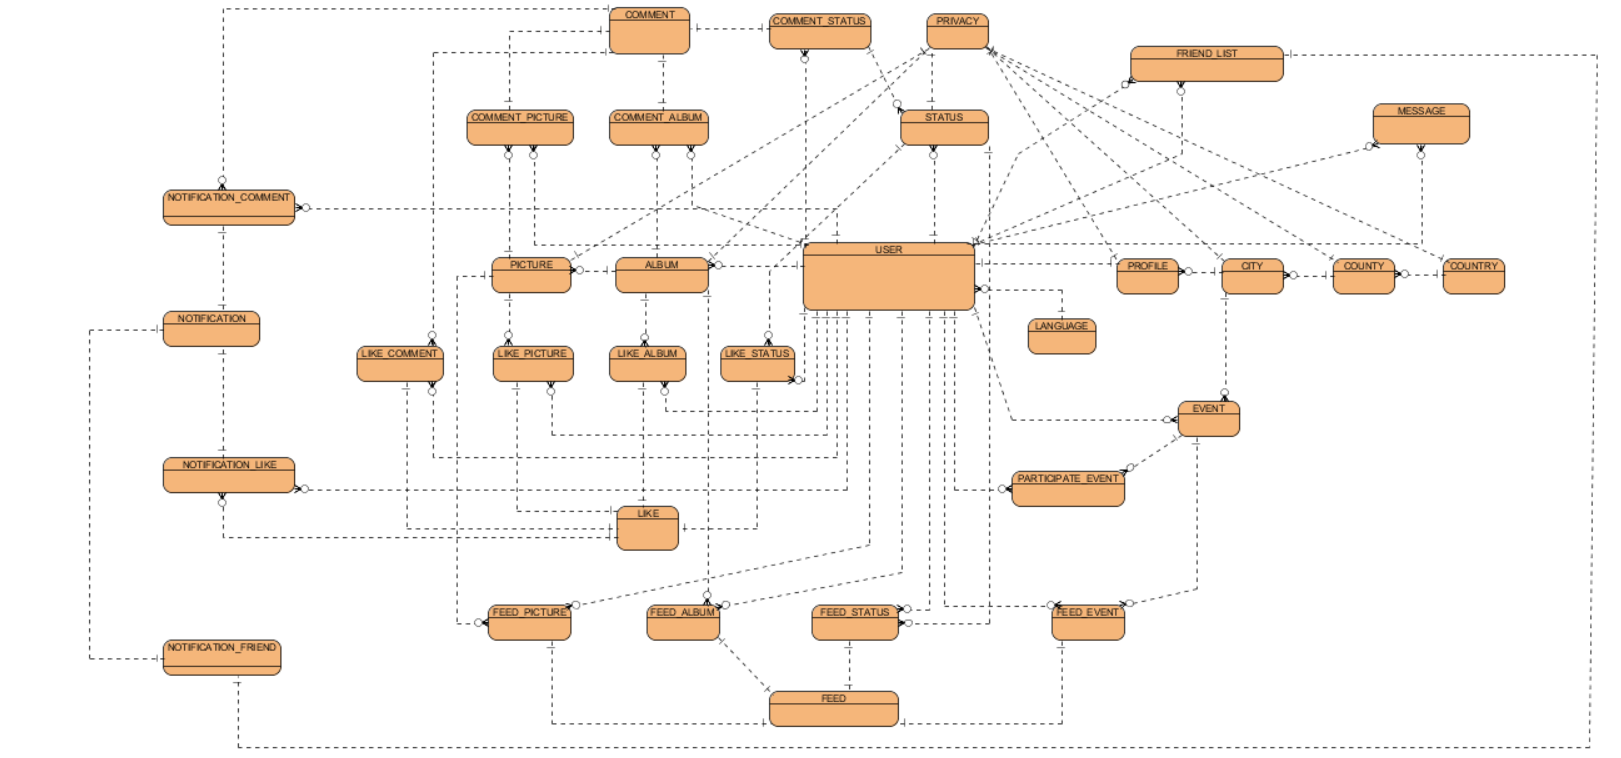 COMMENT
COMMENT_STATUS
PRIVACY
FRIEND_LIST
MESSAGE
COMMENT_PICTURE
COMMENT_ALBUM
STATUS
NOTIFICATION_COMMENT
USER
PICTURE
ALBUM
PROFILE
CITY
COUNTY
COUNTRY
NOTIFICATION
LANGUAGE
LIKE_COMMENT
LIKE_PICTURE
LIKE_ALBUM
LIKE_STATUS
EVENT
NOTIFICATION_LIKE
PARTICIPATE_EVENT
LIKE
FEED_PICTURE
FEED_ALBUM
FEED_STATUS
FEED_EVENT
NOTIFICATION_FRIEND
FEED